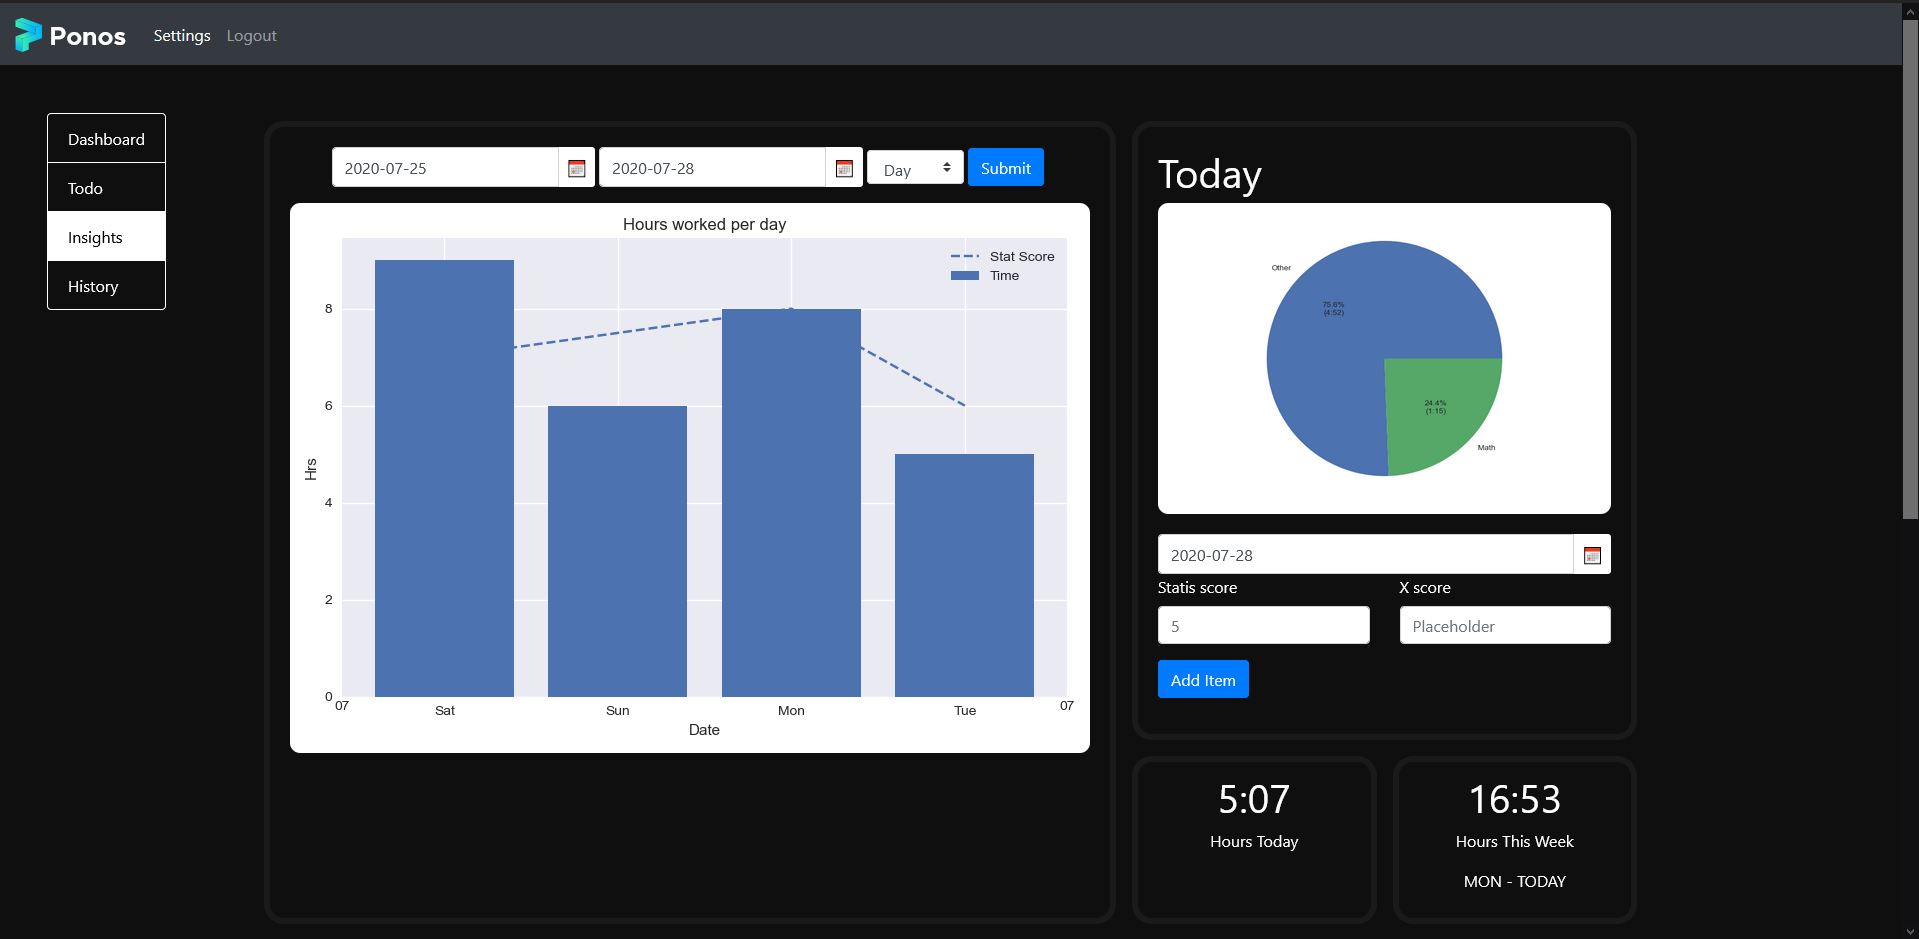 Ponos Settings Logout
Dashboard
Todo
Insights
History
2020-07-25 2020-07-28 Day Submit
Hours worked per day
Stat Score
Time
8
6
4
2
0
Hrs
07 Sat Sun Mon Tue 07
Date
Today
Other
75.6%
(4:52)
24.4%
(1:15)
Math
2020-07-28
Statis score X score
5 Placeholder
Add Item
5:07
Hours Today
16:53
Hours This Week
MON - TODAY